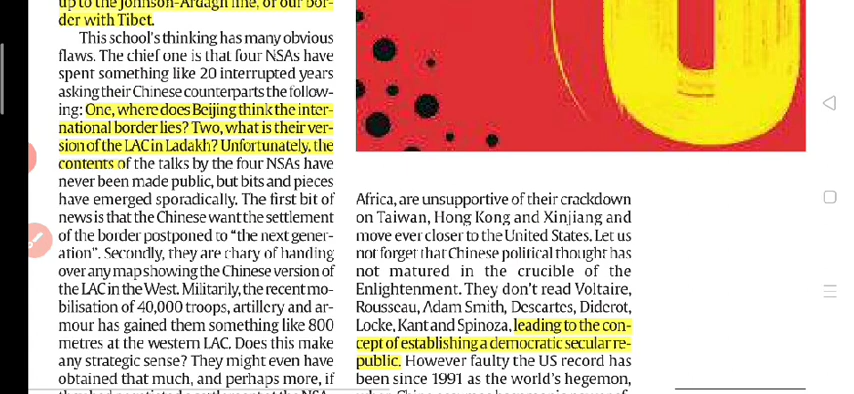 up to the Johnson-Ardagh line, or our bor-
der with Tibet.
This school's thinking has many obvious
flaws. The chief one is that four NSAs have
spent something like 20 interrupted years
asking their Chinese counterparts the follow-
ing: One, where does Beijing think the inter-
national border lies? Two, what is their ver-
sion of the LAC in Ladakh? Unfortunately, the
contents of the talks by the four NSAs have
never been made public, but bits and pieces
have emerged sporadically. The first bit of
news is that the Chinese want the settlement
of the border postponed to “the next gener-
ation”. Secondly, they are chary of handing
over any map showing the Chinese version of
the LAC in the West. Militarily, the recent mo-
bilisation of 40,000 troops, artillery and ar-
mour has gained them something like 800
metres at the western LAC. Does this make
any strategic sense? They might even have
obtained that much, and perhaps more, if
Africa, are unsupportive of their crackdown
on Taiwan, Hong Kong and Xinjiang and
move ever closer to the United States. Let us
not forget that Chinese political thought has
not matured in the crucible of the
Enlightenment. They don't read Voltaire,
Rousseau, Adam Smith, Descartes, Diderot,
Locke, Kant and Spinoza, leading to the con-
cept of establishing a democratic secular re-
public. However faulty the US record has
been since 1991 as the world's hegemon,